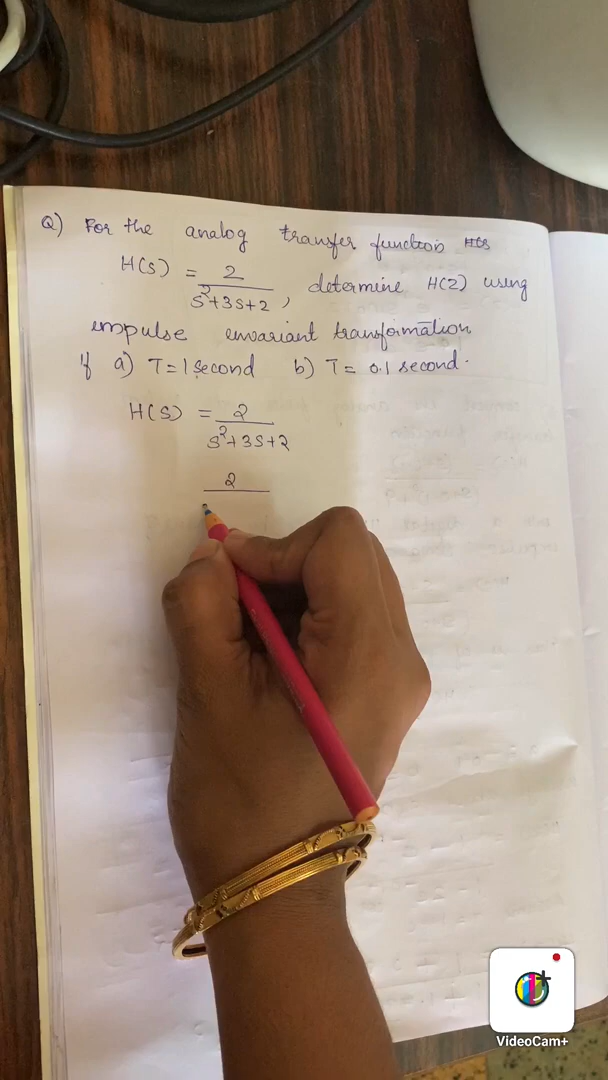 Q) For the analog transfer function H(s
H(S) = 2
S²+3S+2, determine H(Z) using
impulse invariant transformation
if a) T=1 second b) T= 0.1 second.
H(S) = 2
S²+3S+2
2
VideoCam+